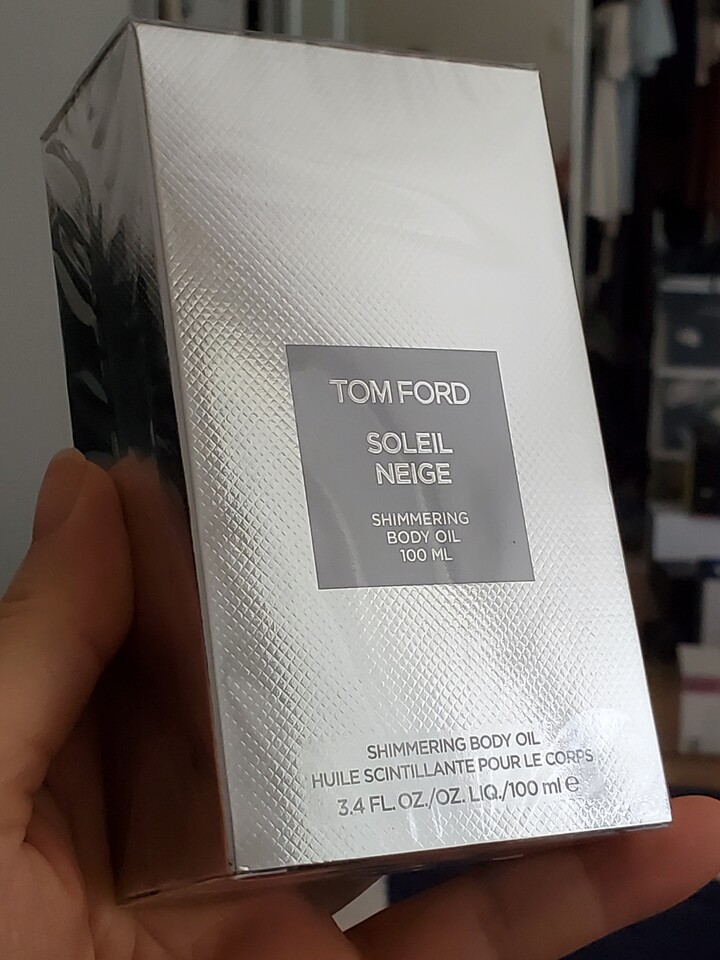 TOM FORD
SOLEIL
NEIGE
SHIMMERING
BODY OIL
100 ML
SHIMMERING BODY OIL
HUILE SCINTILLANTE POUR LE CORPS
3.4 FL.OZ./OZ. LIQ./100 ml ℮